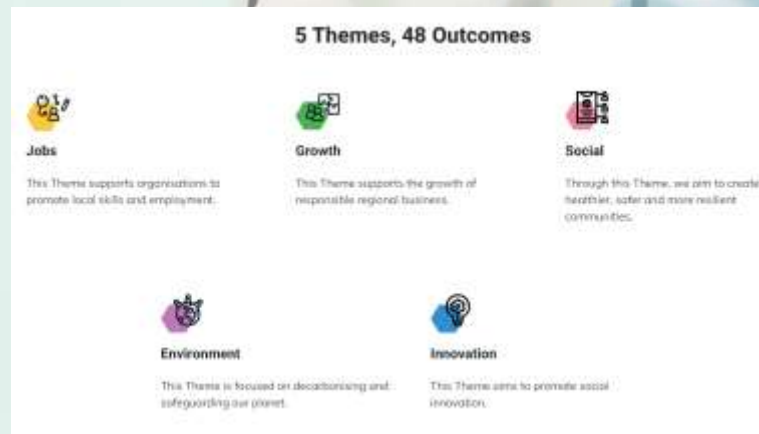 5 Themes, 48 Outcomes
Jobs
This Theme supports organisations to
promote local skills and employment.
Growth
This Theme supports the growth of
responsible regional business.
Social
Through this Theme, we aim to create
healthier, safer and more resilient
communities.
Environment
This Theme is focused on decarbonising and
safeguarding our planet.
Innovation
This Theme aims to promote social
innovation.